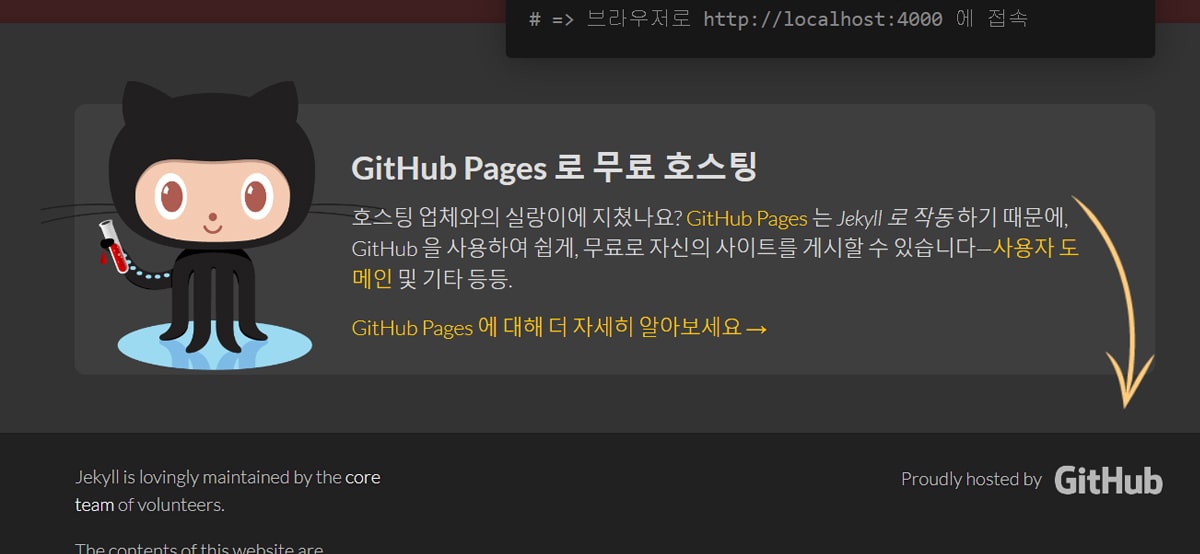 # => 브라우저로 http://localhost:4000 에 접속
GitHub Pages 로 무료 호스팅
호스팅 업체와의 실랑이에 지쳤나요? GitHub Pages 는 Jekyll 로 작동하기 때문에,
GitHub 을 사용하여 쉽게, 무료로 자신의 사이트를 게시할 수 있습니다—사용자 도
메인 및 기타 등등.
GitHub Pages 에 대해 더 자세히 알아보세요 →
Jekyll is lovingly maintained by the core
team of volunteers.
Proudly hosted by GitHub
The contents of this website are